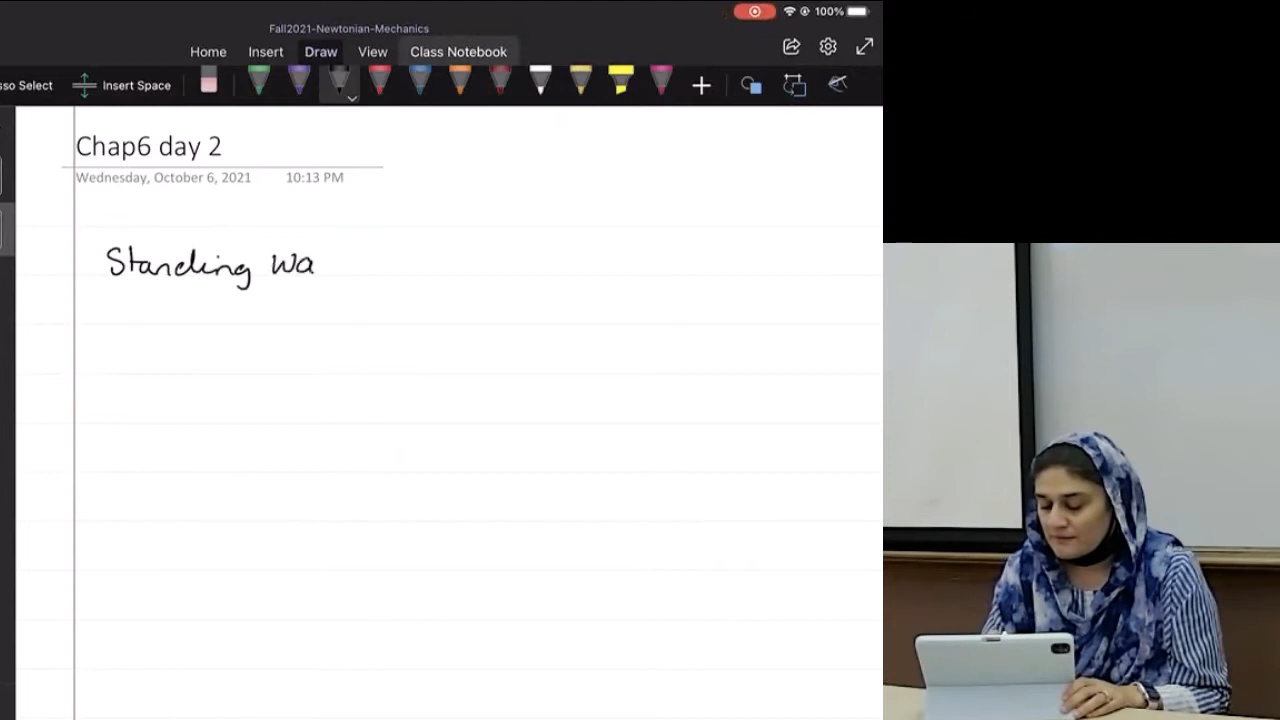 100%
Fall2021-Newtonian-Mechanics
Home Insert Draw View Class Notebook
sso Select Insert Space
Chap6 day 2
Wednesday, October 6, 2021 10:13 PM
Standing Wa